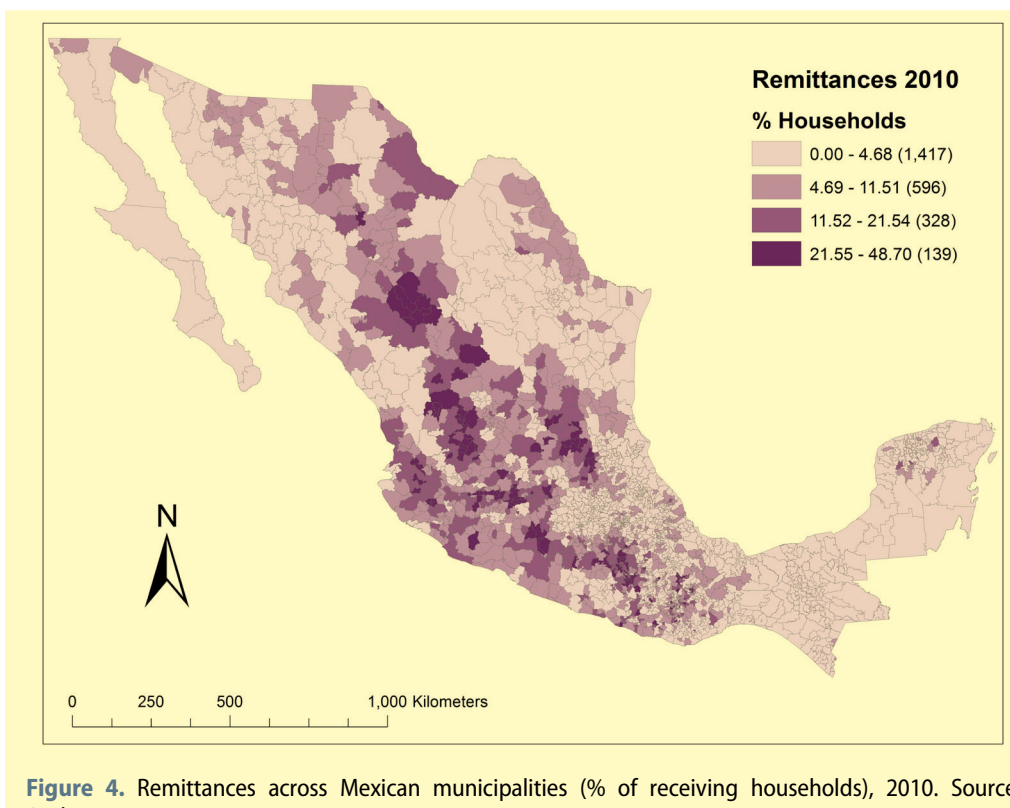 Remittances 2010
% Households
0.00 - 4.68 (1,417)
4.69 - 11.51 (596)
11.52 - 21.54 (328)
21.55 - 48.70 (139)
N
0 250 500 1,000 Kilometers
Figure 4. Remittances across Mexican municipalities (% of receiving households), 2010. Source